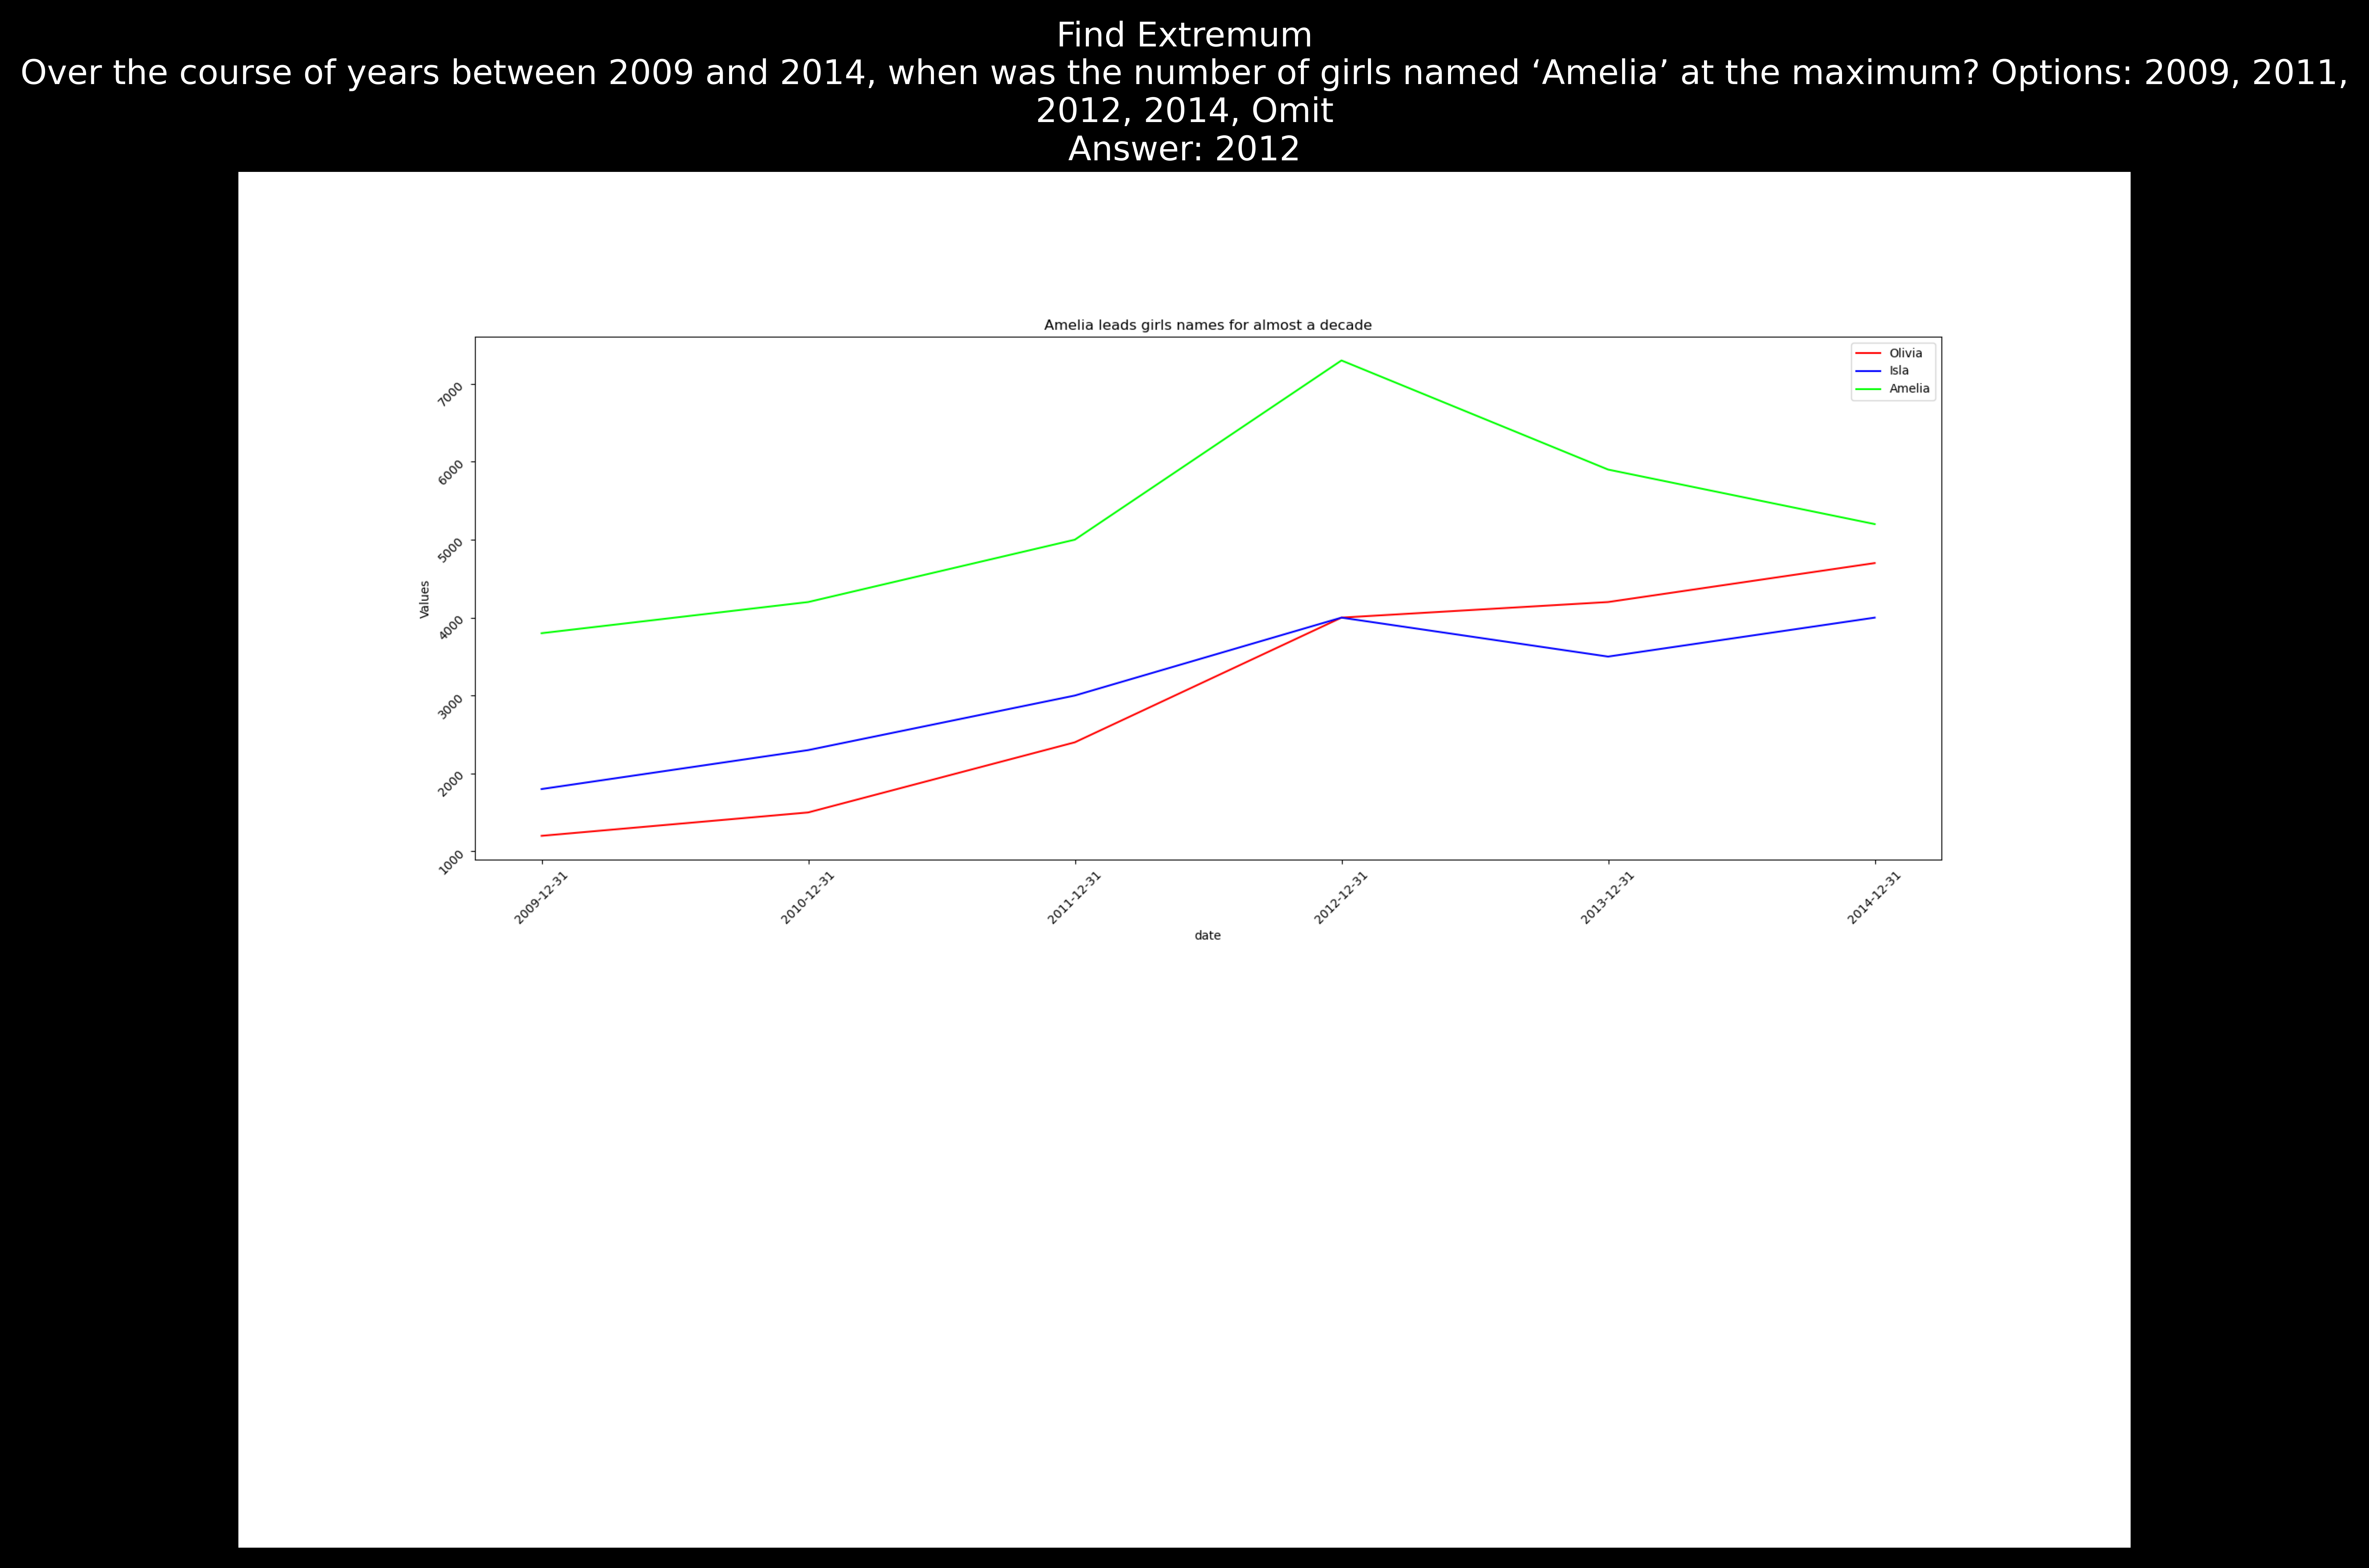 Find Extremum
Over the course of years between 2009 and 2014, when was the number of girls named ‘Amelia’ at the maximum? Options: 2009, 2011,
2012, 2014, Omit
Answer: 2012
Amelia leads girls names for almost a decade
Olivia
Isla
Amelia
7000
6000
5000
4000
3000
2000
1000
Values
2009-12-31
2010-12-31
2011-12-31
2012-12-31
2013-12-31
2014-12-31
date